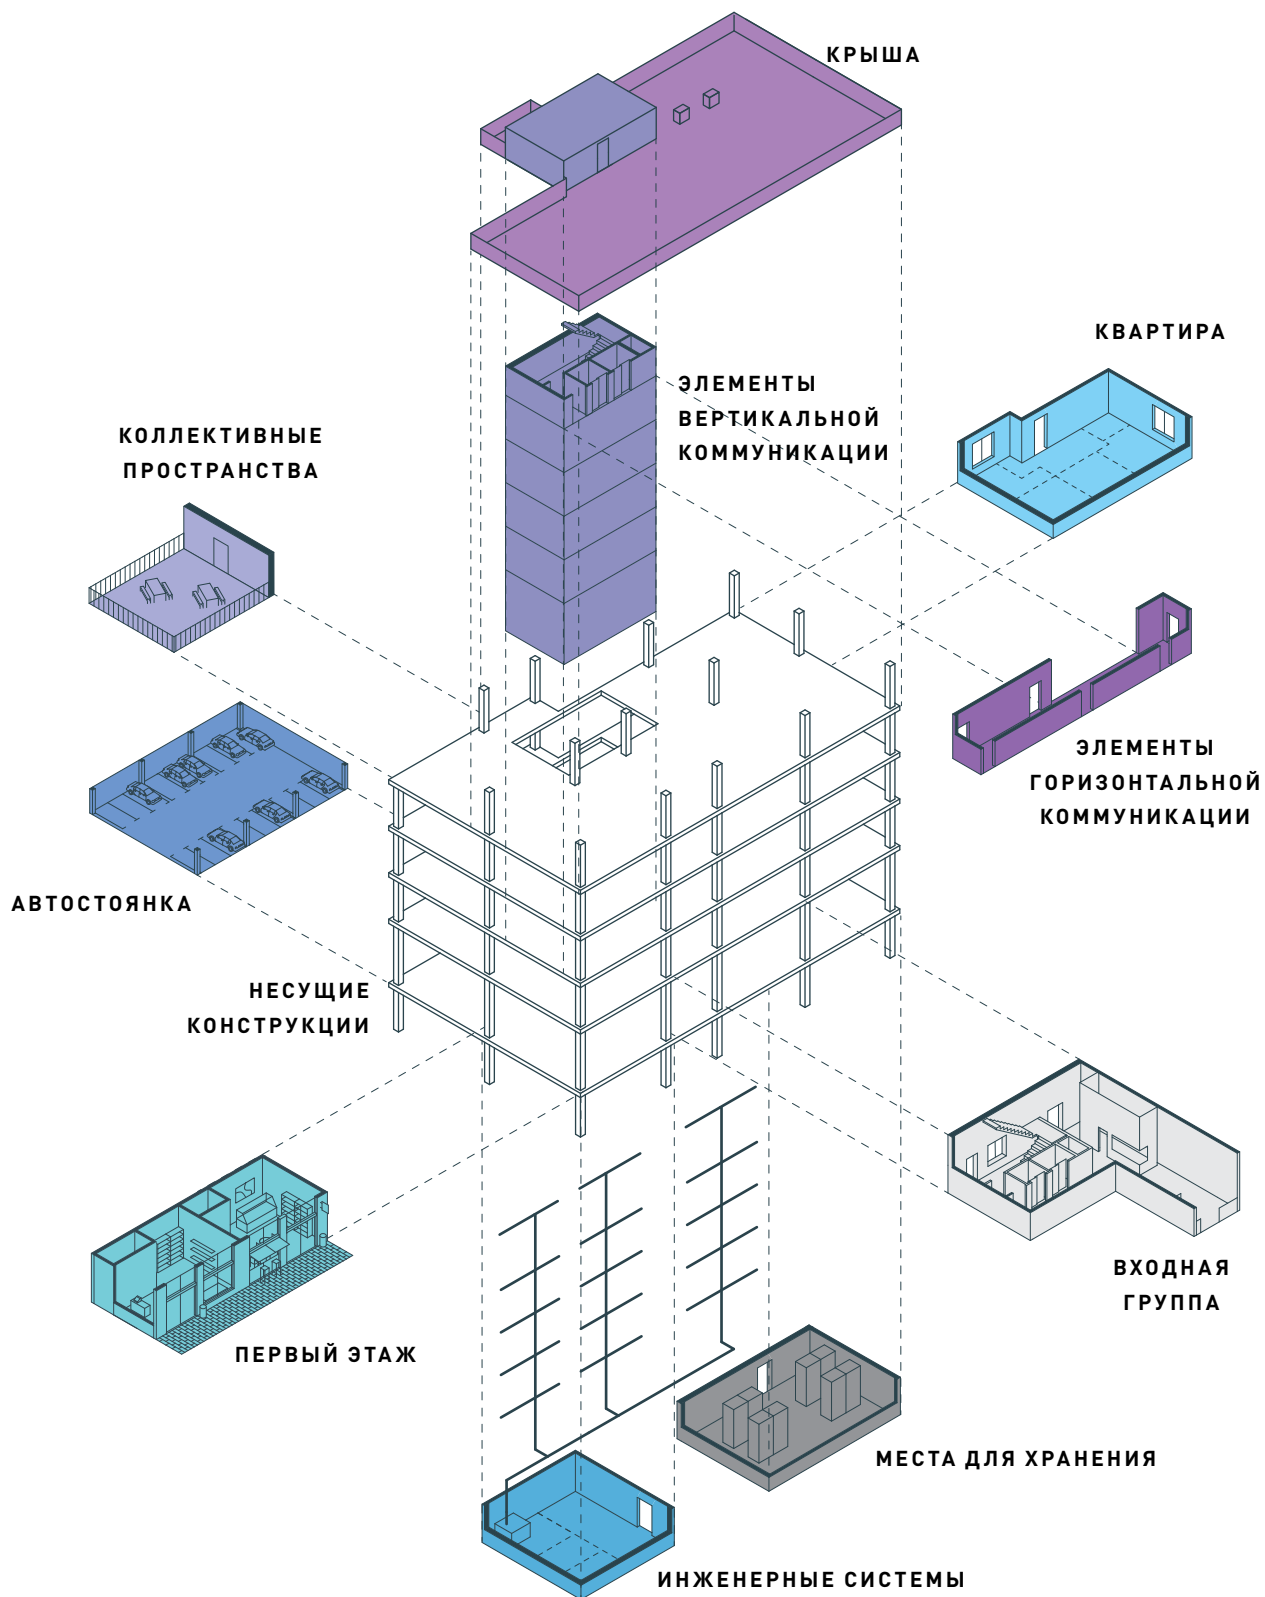 КРЫША
КВАРТИРА
ЭЛЕМЕНТЫ
ВЕРТИКАЛЬНОЙ
КОММУНИКАЦИИ
КОЛЛЕКТИВНЫЕ
ПРОСТРАНСТВА
ЭЛЕМЕНТЫ
ГОРИЗОНТАЛЬНОЙ
КОММУНИКАЦИИ
АВТОСТОЯНКА
НЕСУЩИЕ
КОНСТРУКЦИИ
ВХОДНАЯ
ГРУППА
ПЕРВЫЙ ЭТАЖ
МЕСТА ДЛЯ ХРАНЕНИЯ
ИНЖЕНЕРНЫЕ СИСТЕМЫ